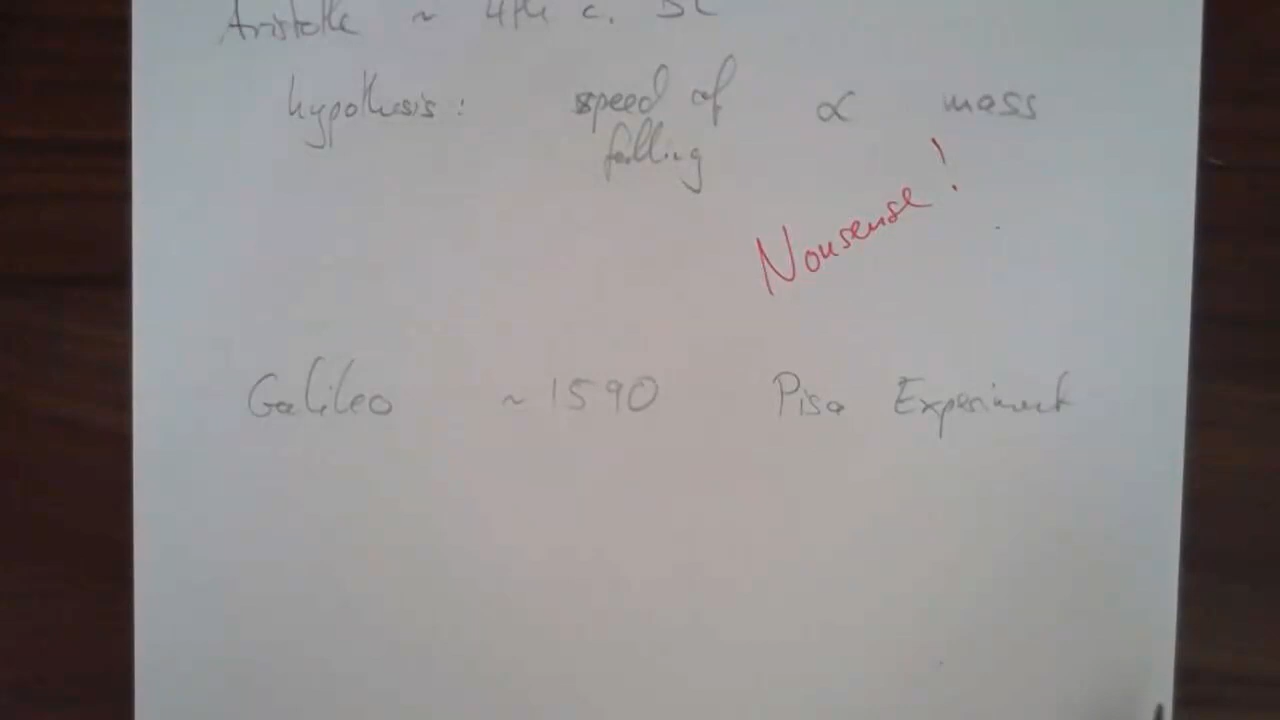 Aristotle ~ 4th c. BC
hypothesis: speed of falling ∝ mass
Nonsense!
Galileo ~1590 Pisa Experiment